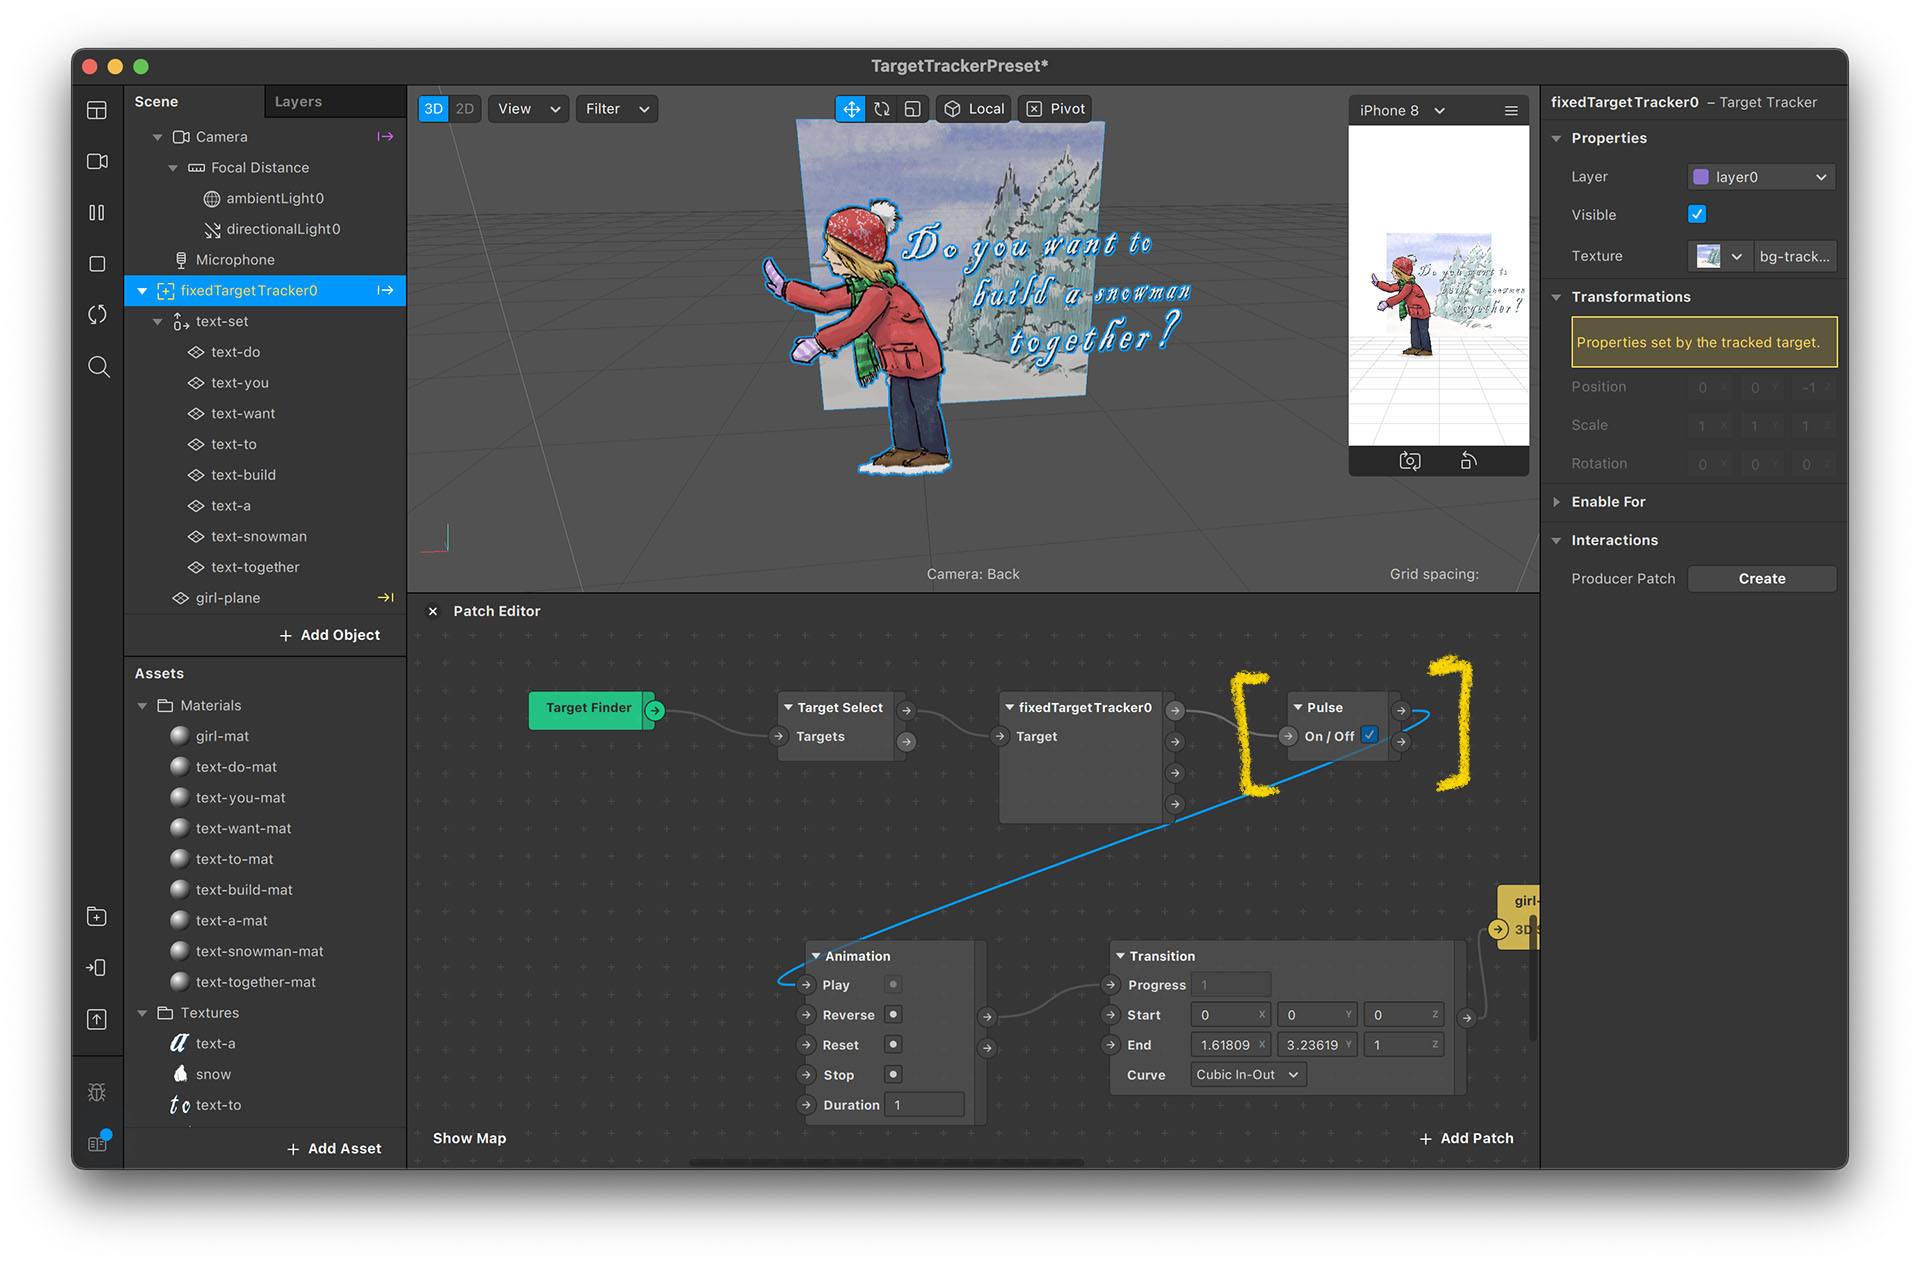 TargetTrackerPreset*
Scene
Layers
Camera
Focal Distance
ambientLight0
directionalLight0
Microphone
fixedTargetTracker0
text-set
text-do
text-you
text-want
text-to
text-build
text-a
text-snowman
text-together
girl-plane
+ Add Object
Assets
Materials
girl-mat
text-do-mat
text-you-mat
text-want-mat
text-to-mat
text-build-mat
text-a-mat
text-snowman-mat
text-together-mat
Textures
a text-a
snow
to text-to
+ Add Asset
3D 2D View Filter
Local Pivot
Do you want to
build a snowman
together?
Camera: Back
Grid spacing:
iPhone 8
Do you want to
build a snowman
together?
Patch Editor
Target Finder
Target Select
Targets
fixedTargetTracker0
Target
Pulse
On / Off
Animation
Play
Reverse
Reset
Stop
Duration 1
Transition
Progress 1
Start 0 X 0 Y 0 Z
End 1.61809 X 3.23619 Y 1 Z
Curve Cubic In-Out
girl-
3D
Show Map
+ Add Patch
fixedTargetTracker0 – Target Tracker
Properties
Layer layer0
Visible
Texture bg-track...
Transformations
Properties set by the tracked target.
Position 0 X 0 Y -1 Z
Scale 1 X 1 Y 1 Z
Rotation 0 X 0 Y 0 Z
Enable For
Interactions
Producer Patch Create